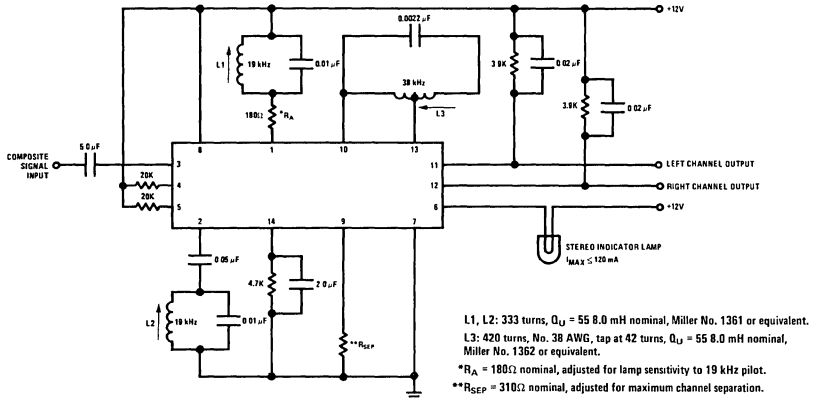 +12V
0.0022 µF
L1
19 kHz
0.01 µF
38 kHz
3.9K
0.02 µF
3.9K
0.02 µF
180Ω
*RA
L3
5.0 µF
8
1
10
13
COMPOSITE
SIGNAL
INPUT
3
11
LEFT CHANNEL OUTPUT
20K
4
12
RIGHT CHANNEL OUTPUT
20K
5
6
+12V
2
14
9
7
STEREO INDICATOR LAMP
IMAX ≤ 120 mA
0.05 µF
4.7K
2.0 µF
L2
19 kHz
0.01 µF
**RSEP
L1, L2: 333 turns, QU = 55 8.0 mH nominal, Miller No. 1361 or equivalent.
L3: 420 turns, No. 38 AWG, tap at 42 turns, QU = 55 8.0 mH nominal,
Miller No. 1362 or equivalent.
*RA = 180Ω nominal, adjusted for lamp sensitivity to 19 kHz pilot.
**RSEP = 310Ω nominal, adjusted for maximum channel separation.